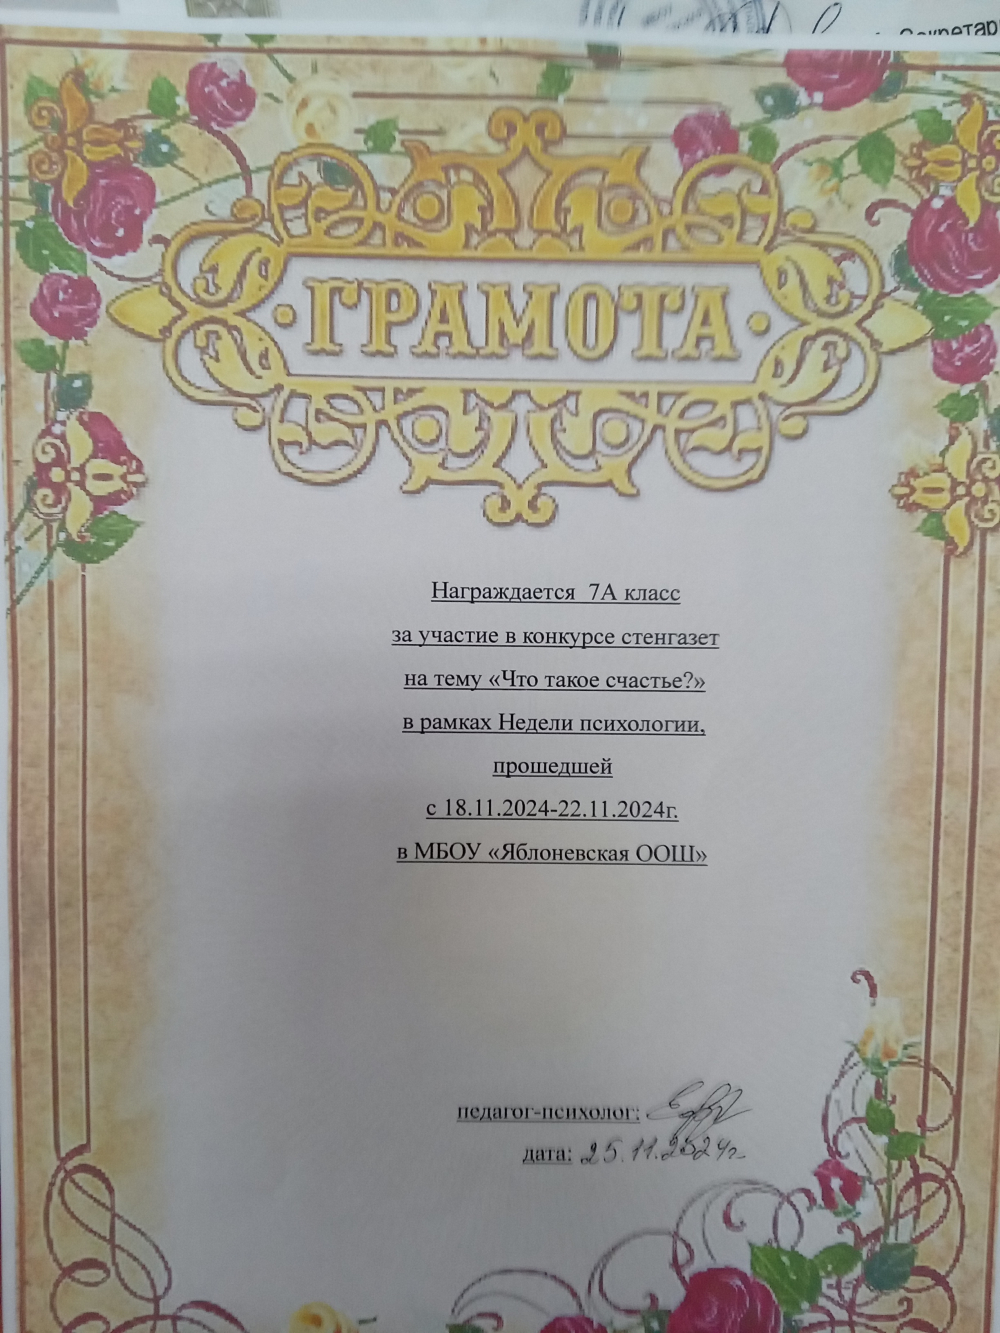 Секретар
·ГРАМОТА·
Награждается 7А класс
за участие в конкурсе стенгазет
на тему «Что такое счастье?»
в рамках Недели психологии,
прошедшей
с 18.11.2024-22.11.2024г.
в МБОУ «Яблоневская ООШ»
педагог-психолог:
дата: 25.11.2024г.